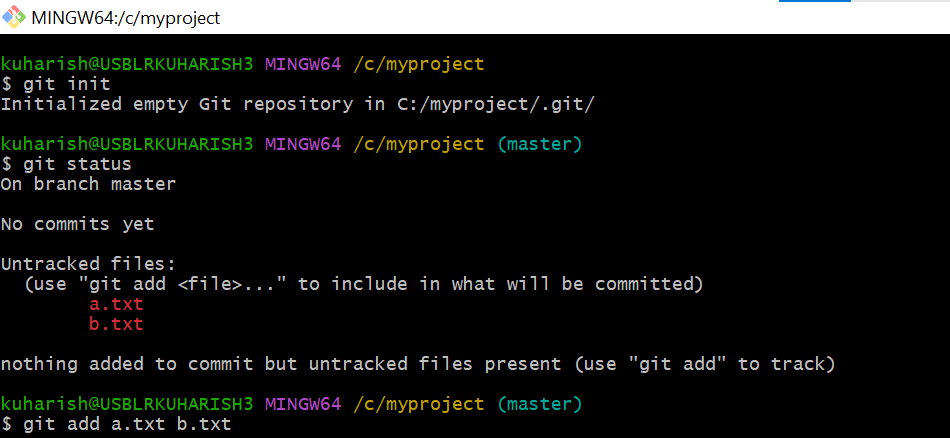 MINGW64:/c/myproject
kuharish@USBLRKUHARISH3 MINGW64 /c/myproject
$ git init
Initialized empty Git repository in C:/myproject/.git/
kuharish@USBLRKUHARISH3 MINGW64 /c/myproject (master)
$ git status
On branch master
No commits yet
Untracked files:
(use "git add <file>..." to include in what will be committed)
a.txt
b.txt
nothing added to commit but untracked files present (use "git add" to track)
kuharish@USBLRKUHARISH3 MINGW64 /c/myproject (master)
$ git add a.txt b.txt